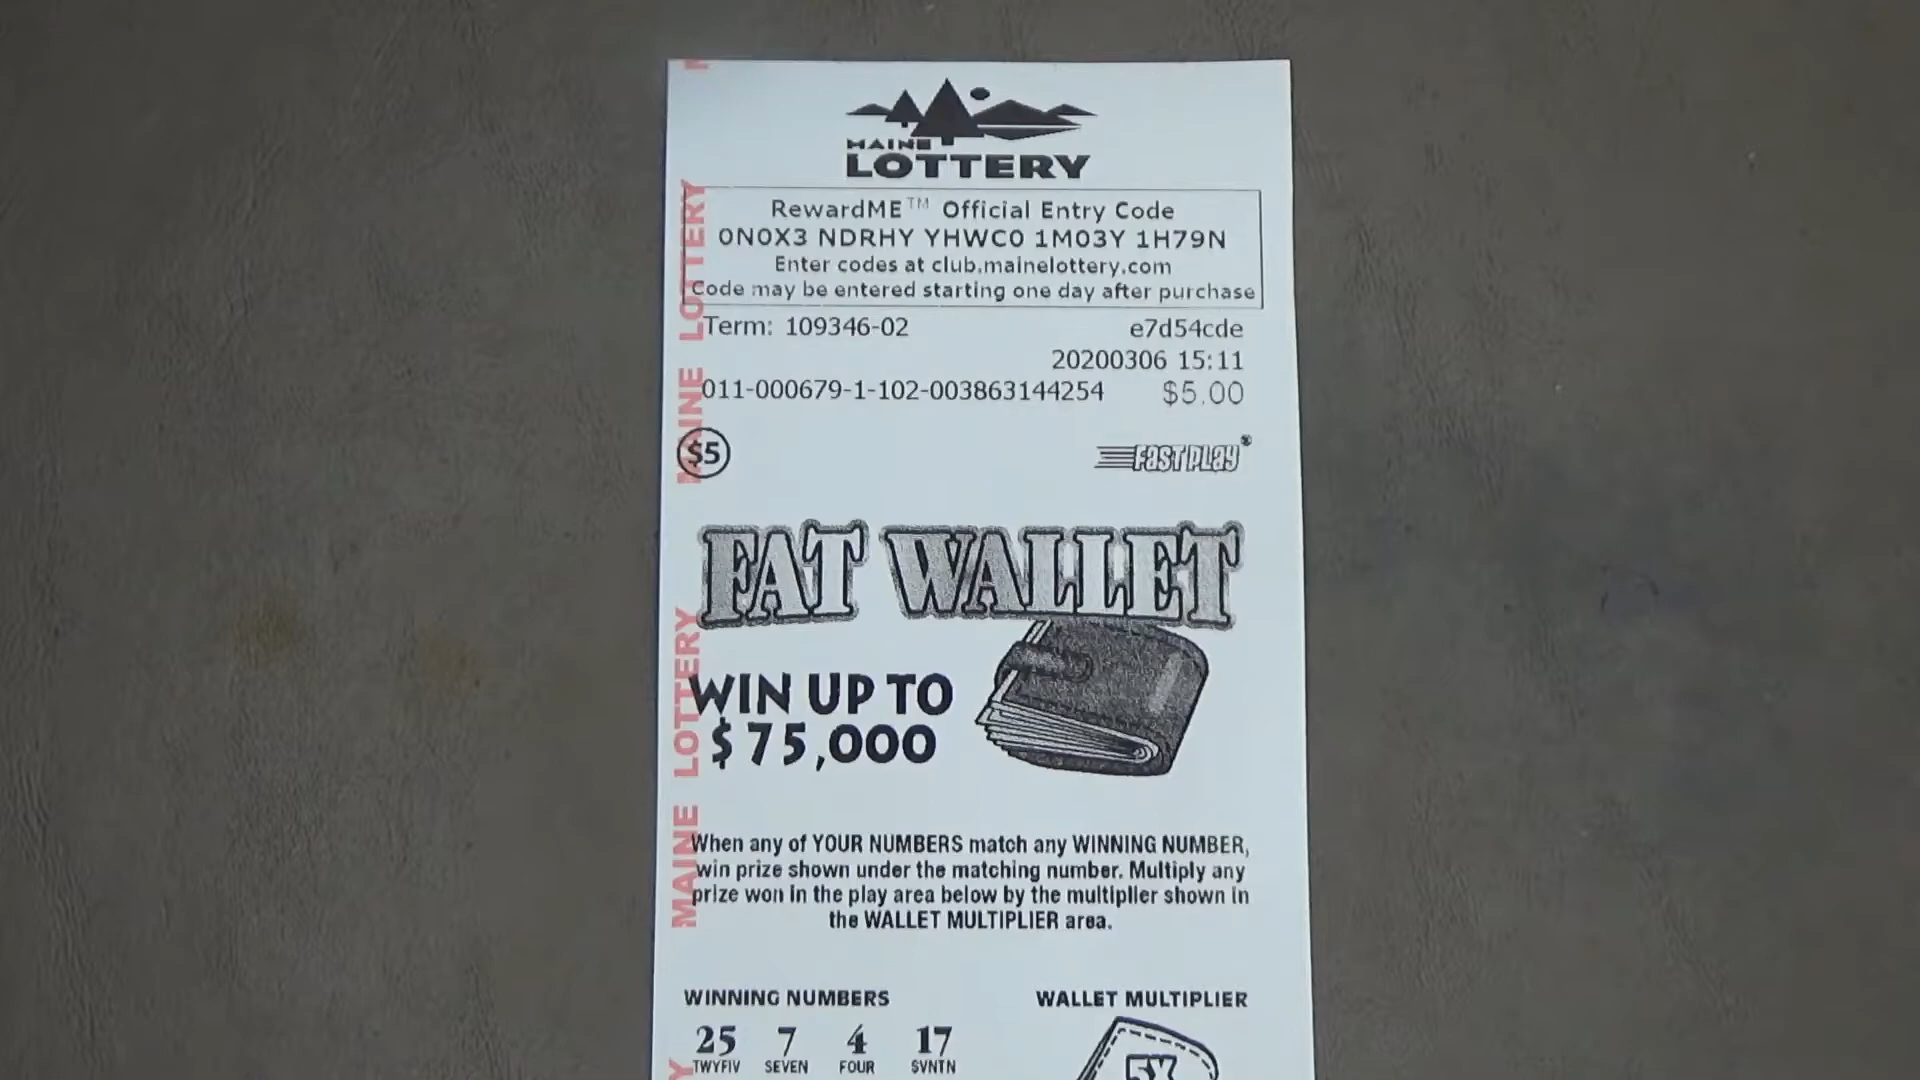 MAINE
LOTTERY
RewardME™ Official Entry Code
0N0X3 NDRHY YHWC0 1M03Y 1H79N
Enter codes at club.mainelottery.com
Code may be entered starting one day after purchase
Term: 109346-02 e7d54cde
20200306 15:11
011-000679-1-102-003863144254 $5.00
$5 FAST PLAY®
FAT WALLET
WIN UP TO
$75,000
When any of YOUR NUMBERS match any WINNING NUMBER,
win prize shown under the matching number. Multiply any
prize won in the play area below by the multiplier shown in
the WALLET MULTIPLIER area.
WINNING NUMBERS WALLET MULTIPLIER
25 7 4 17
TWYFIV SEVEN FOUR SVNTN
5X
MAINE LOTTERY
MAINE LOTTERY